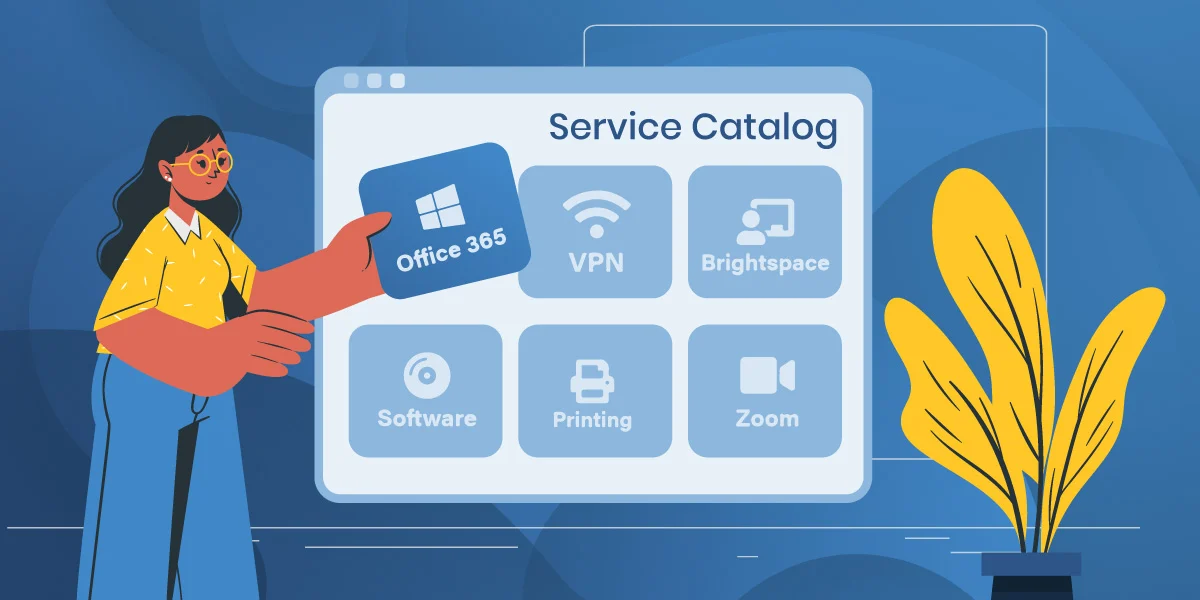 Service Catalog
Office 365
VPN
Brightspace
Software
Printing
Zoom